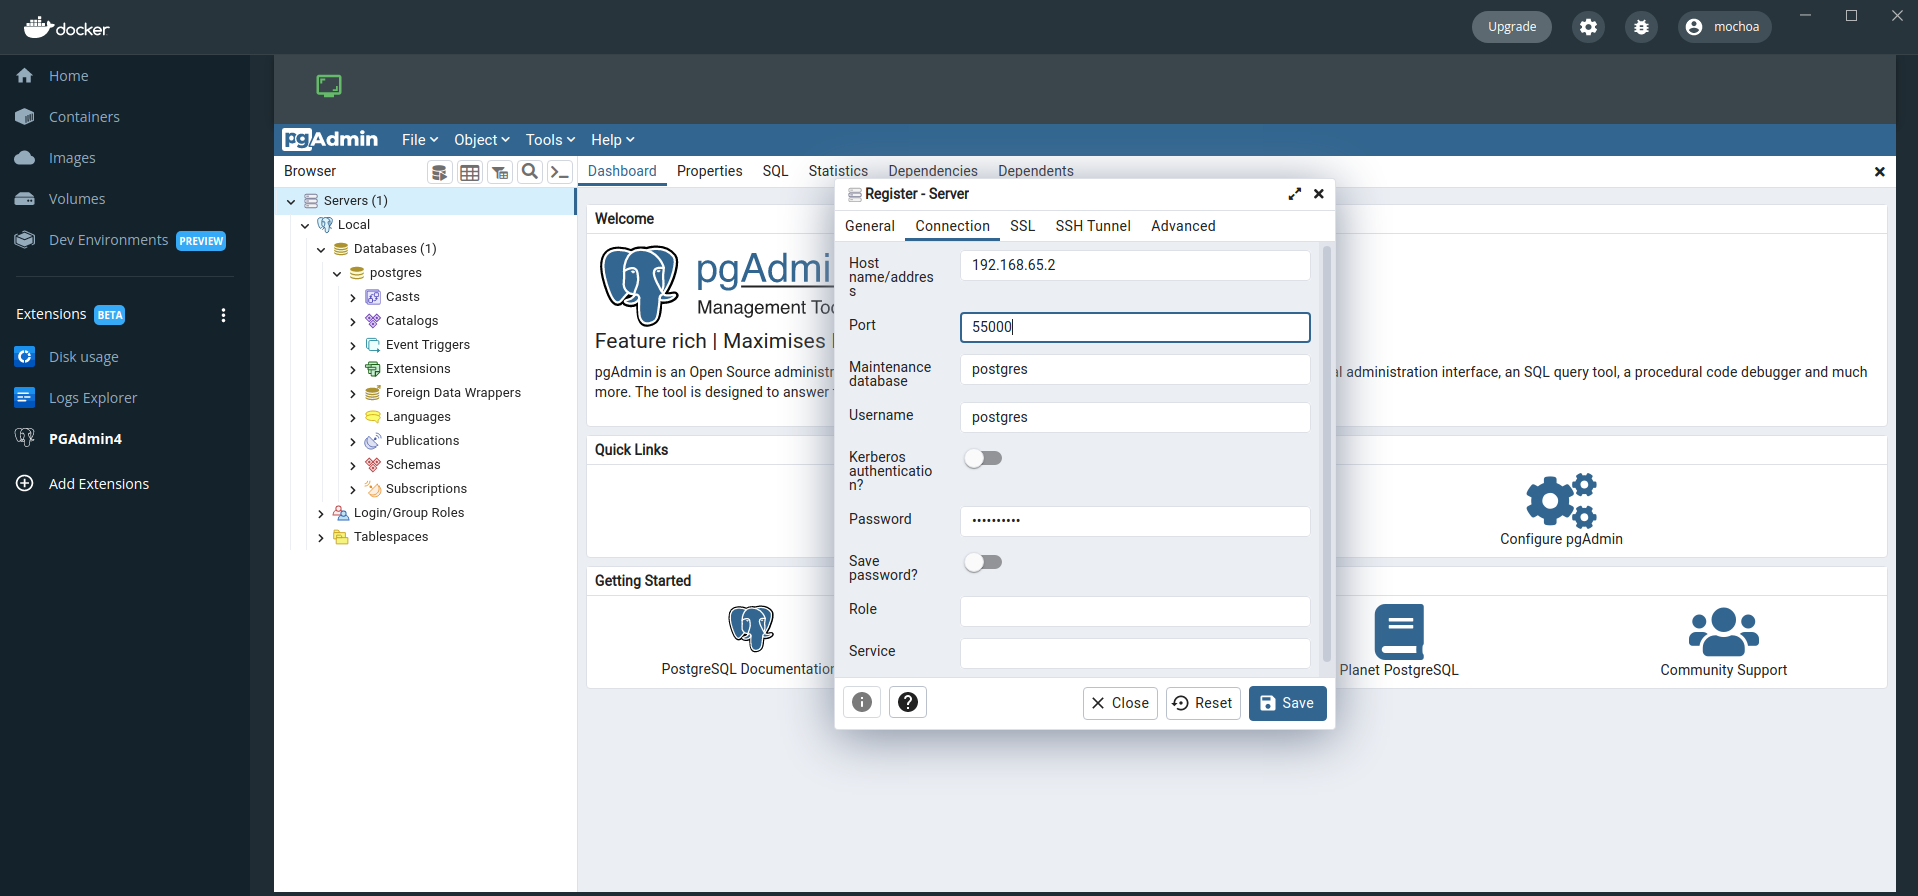 docker
Upgrade
mochoa
Home
Containers
Images
Volumes
Dev Environments PREVIEW
Extensions BETA
Disk usage
Logs Explorer
PGAdmin4
Add Extensions
pgAdmin File Object Tools Help
Browser
Servers (1)
Local
Databases (1)
postgres
Casts
Catalogs
Event Triggers
Extensions
Foreign Data Wrappers
Languages
Publications
Schemas
Subscriptions
Login/Group Roles
Tablespaces
Dashboard Properties SQL Statistics Dependencies Dependents
Welcome
pgAdmi
Management Too
Feature rich | Maximises
pgAdmin is an Open Source administr
more. The tool is designed to answer
l administration interface, an SQL query tool, a procedural code debugger and much
Quick Links
Configure pgAdmin
Getting Started
PostgreSQL Documentation
Planet PostgreSQL
Community Support
Register - Server
General Connection SSL SSH Tunnel Advanced
Host
name/addres
s
192.168.65.2
Port
55000
Maintenance
database
postgres
Username
postgres
Kerberos
authenticatio
n?
Password
••••••••••
Save
password?
Role
Service
Close
Reset
Save